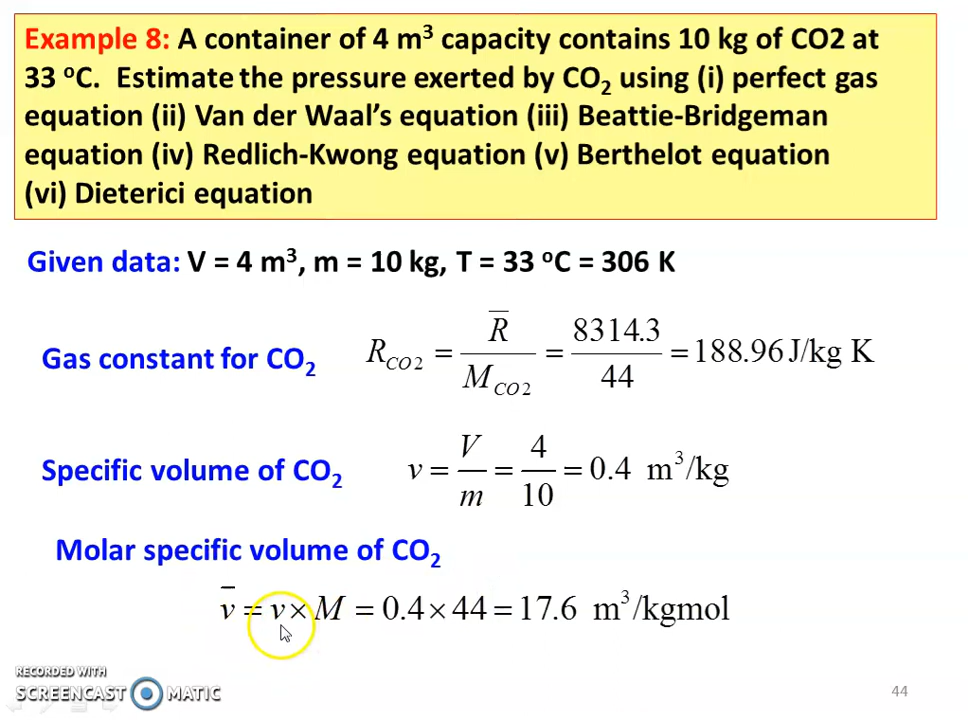 Example 8: A container of 4 m³ capacity contains 10 kg of CO2 at
33 ᵒC. Estimate the pressure exerted by CO₂ using (i) perfect gas
equation (ii) Van der Waal's equation (iii) Beattie-Bridgeman
equation (iv) Redlich-Kwong equation (v) Berthelot equation
(vi) Dieterici equation
Given data: V = 4 m³, m = 10 kg, T = 33 ᵒC = 306 K
Gas constant for CO₂ R_CO2 = R̅ / M_CO2 = 8314.3 / 44 = 188.96 J/kg K
Specific volume of CO₂ v = V / m = 4 / 10 = 0.4 m³/kg
Molar specific volume of CO₂
v̅ = v × M = 0.4 × 44 = 17.6 m³/kgmol
RECORDED WITH
SCREENCAST MATIC
44